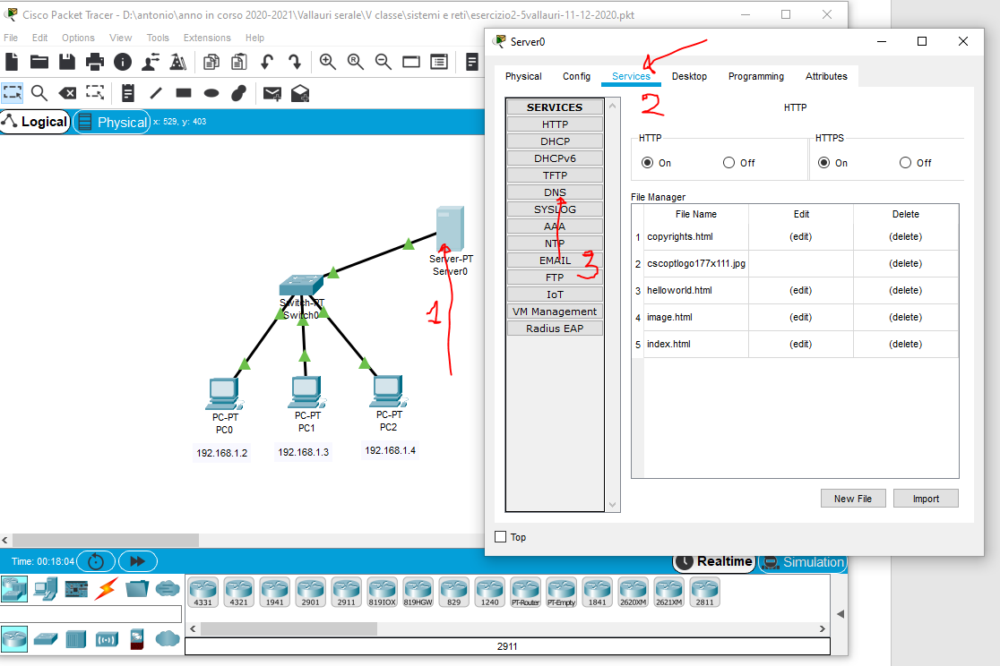 Cisco Packet Tracer - D:\antonio\anno in corso 2020-2021\Vallauri serale\V classe\sistemi e reti\esercizio2-5vallauri-11-12-2020.pkt
File Edit Options View Tools Extensions Help
Logical Physical x: 529, y: 403
Server-PT
Server0
Switch-PT
Switch0
1
PC-PT
PC0
PC-PT
PC1
PC-PT
PC2
192.168.1.2
192.168.1.3
192.168.1.4
Server0
Physical Config Services Desktop Programming Attributes
2
SERVICES
HTTP
DHCP
DHCPv6
TFTP
DNS
SYSLOG
AAA
NTP
EMAIL
FTP
IoT
VM Management
Radius EAP
3
HTTP
HTTP
On Off
HTTPS
On Off
File Manager
File Name Edit Delete
1 copyrights.html (edit) (delete)
2 cscoptlogo177x111.jpg (delete)
3 helloworld.html (edit) (delete)
4 image.html (edit) (delete)
5 index.html (edit) (delete)
New File Import
Top
Time: 00:18:04
Realtime Simulation
4331 4321 1941 2901 2911 819IOX 819HGW 829 1240 PT-Router PT-Empty 1841 2620XM 2621XM 2811
2911